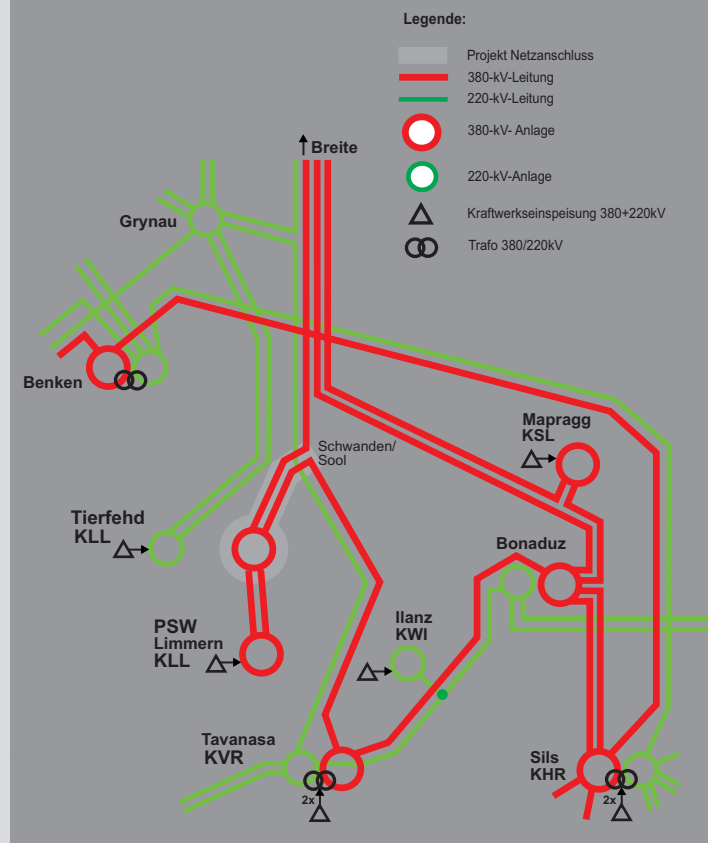 Legende:
Projekt Netzanschluss
380-kV-Leitung
220-kV-Leitung
380-kV- Anlage
220-kV-Anlage
Kraftwerkseinspeisung 380+220kV
Trafo 380/220kV
Breite
Grynau
Benken
Schwanden/
Sool
Mapragg
KSL
Tierfehd
KLL
Bonaduz
Ilanz
KWI
PSW
Limmern
KLL
Tavanasa
KVR
Sils
KHR
2x
2x